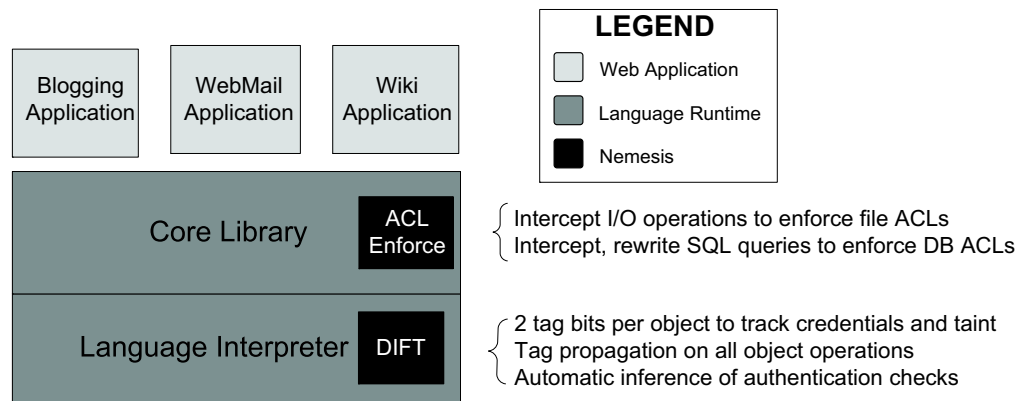 LEGEND
Web Application
Language Runtime
Nemesis
Blogging
Application
WebMail
Application
Wiki
Application
Core Library
ACL
Enforce
Intercept I/O operations to enforce file ACLs
Intercept, rewrite SQL queries to enforce DB ACLs
Language Interpreter
DIFT
2 tag bits per object to track credentials and taint
Tag propagation on all object operations
Automatic inference of authentication checks